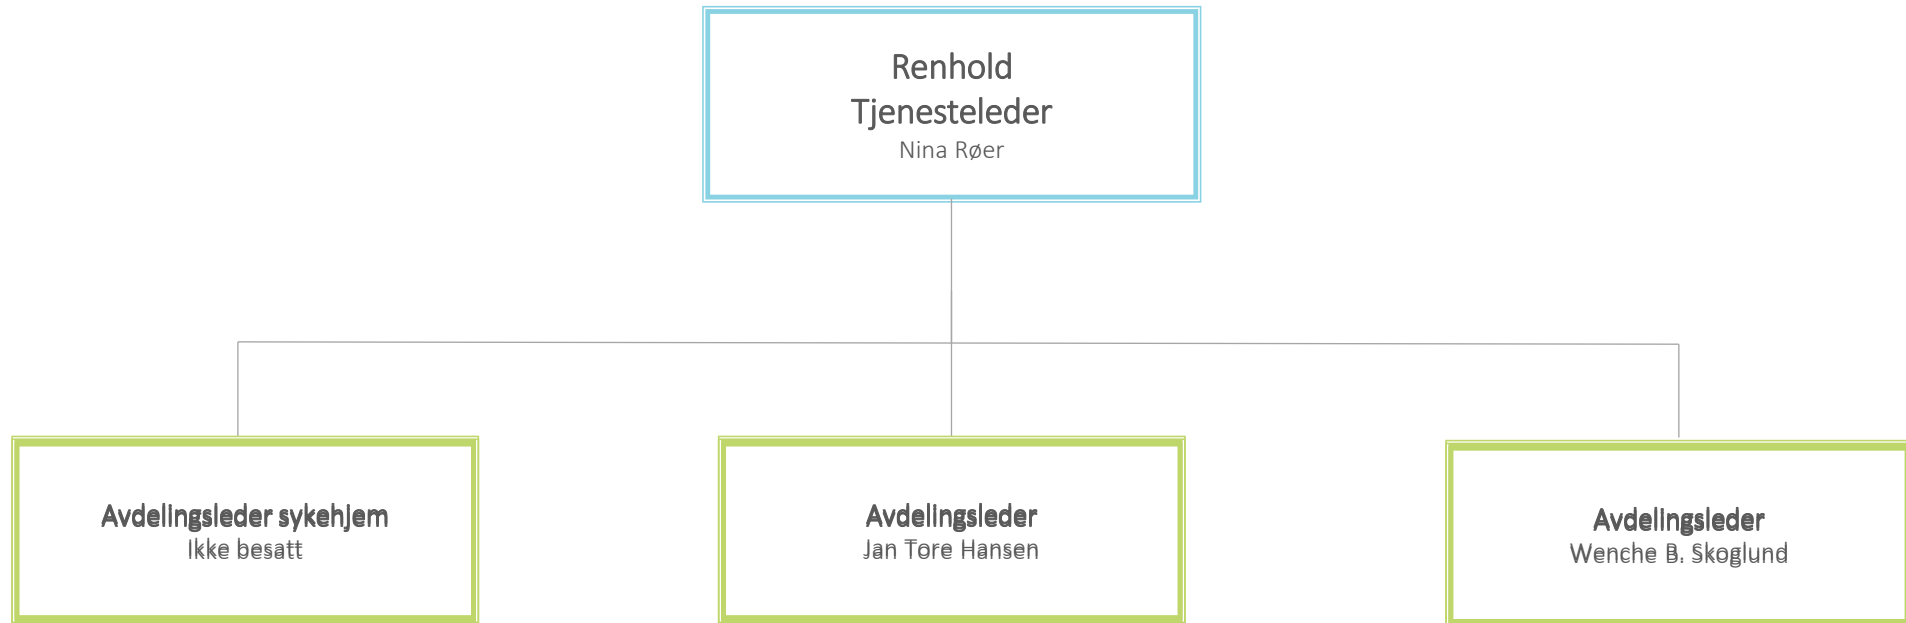 Renhold
Tjenesteleder
Nina Røer
Avdelingsleder sykehjem
Ikke besatt
Avdelingsleder
Jan Tore Hansen
Avdelingsleder
Wenche B. Skoglund